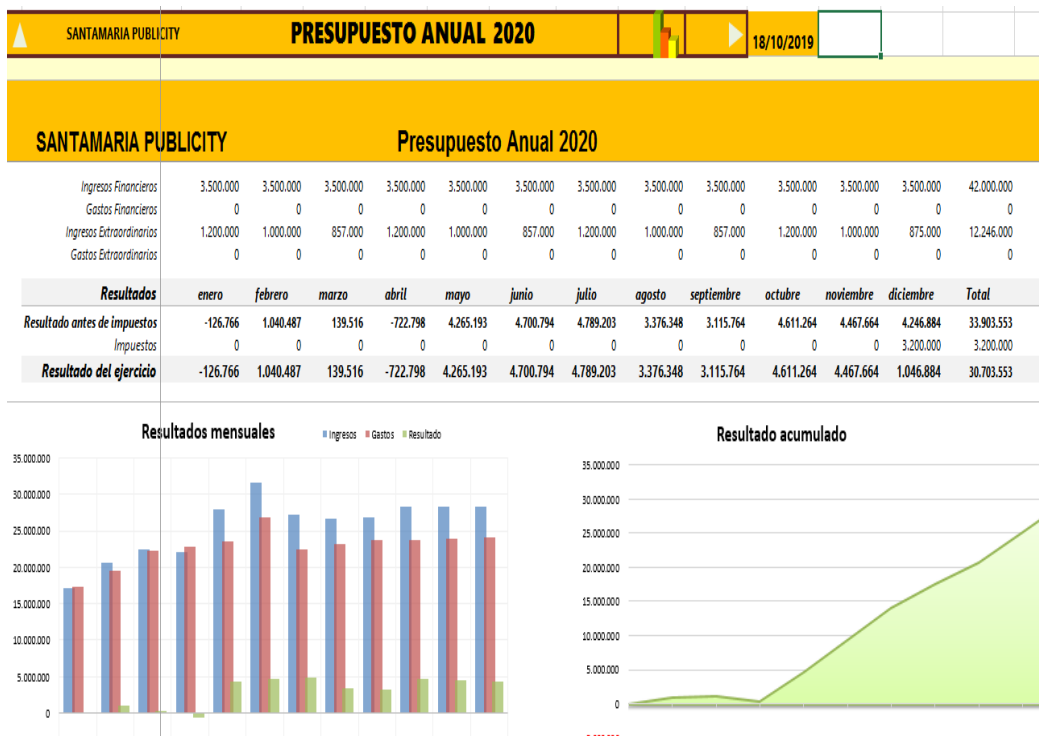 SANTAMARIA PUBLICITY PRESUPUESTO ANUAL 2020 18/10/2019
SANTAMARIA PUBLICITY Presupuesto Anual 2020
Ingresos Financieros 3.500.000 3.500.000 3.500.000 3.500.000 3.500.000 3.500.000 3.500.000 3.500.000 3.500.000 3.500.000 3.500.000 3.500.000 42.000.000
Gastos Financieros 0 0 0 0 0 0 0 0 0 0 0 0 0
Ingresos Extraordinarios 1.200.000 1.000.000 857.000 1.200.000 1.000.000 857.000 1.200.000 1.000.000 857.000 1.200.000 1.000.000 875.000 12.246.000
Gastos Extraordinarios 0 0 0 0 0 0 0 0 0 0 0 0 0
Resultados enero febrero marzo abril mayo junio julio agosto septiembre octubre noviembre diciembre Total
Resultado antes de impuestos -126.766 1.040.487 139.516 -722.798 4.265.193 4.700.794 4.789.203 3.376.348 3.115.764 4.611.264 4.467.664 4.246.884 33.903.553
Impuestos 0 0 0 0 0 0 0 0 0 0 0 3.200.000 3.200.000
Resultado del ejercicio -126.766 1.040.487 139.516 -722.798 4.265.193 4.700.794 4.789.203 3.376.348 3.115.764 4.611.264 4.467.664 1.046.884 30.703.553
Resultados mensuales Ingresos Gastos Resultado
35.000.000
30.000.000
25.000.000
20.000.000
15.000.000
10.000.000
5.000.000
0
Resultado acumulado
35.000.000
30.000.000
25.000.000
20.000.000
15.000.000
10.000.000
5.000.000
0